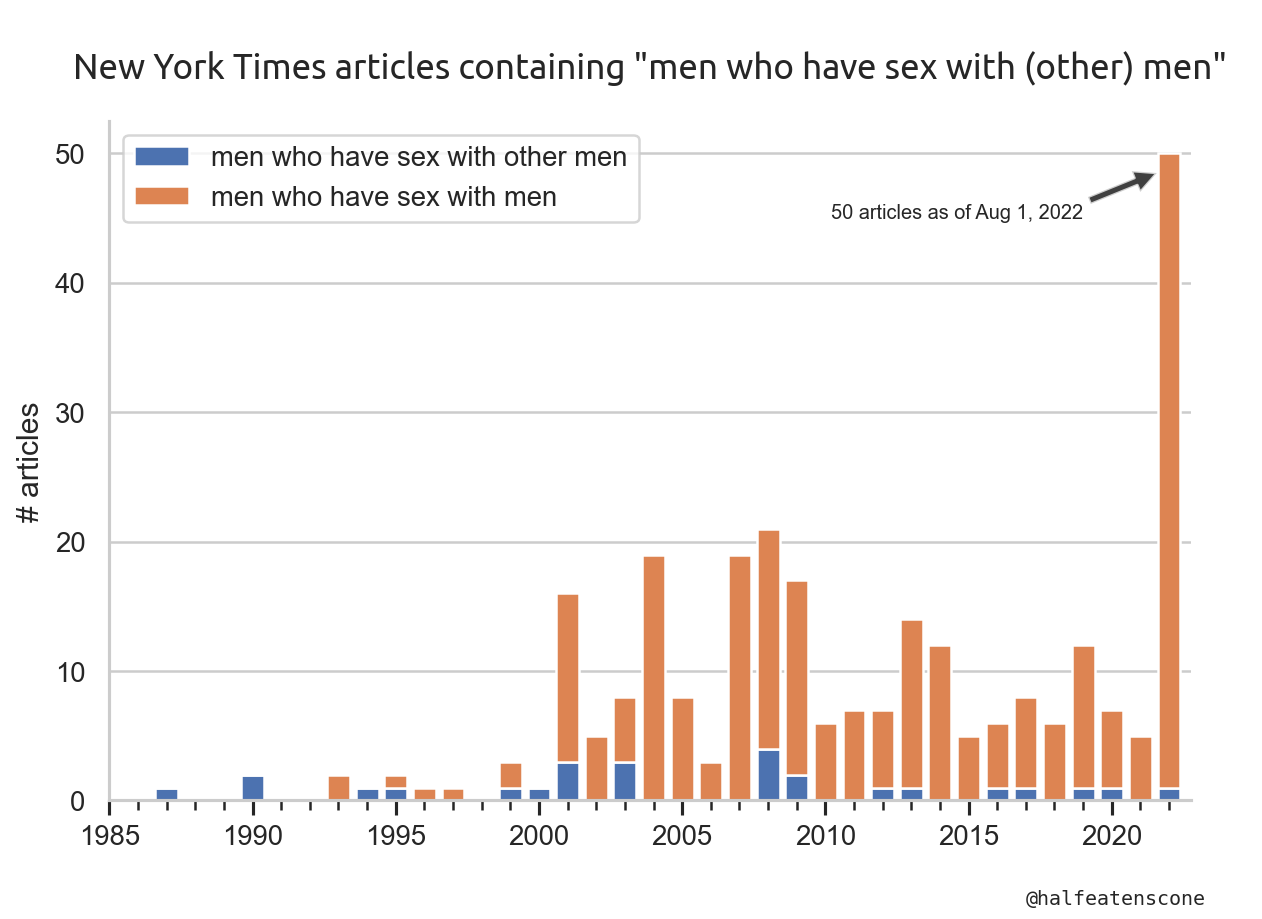 New York Times articles containing "men who have sex with (other) men"
men who have sex with other men
men who have sex with men
50 articles as of Aug 1, 2022
# articles
50
40
30
20
10
0
1985 1990 1995 2000 2005 2010 2015 2020
@halfeatenscone